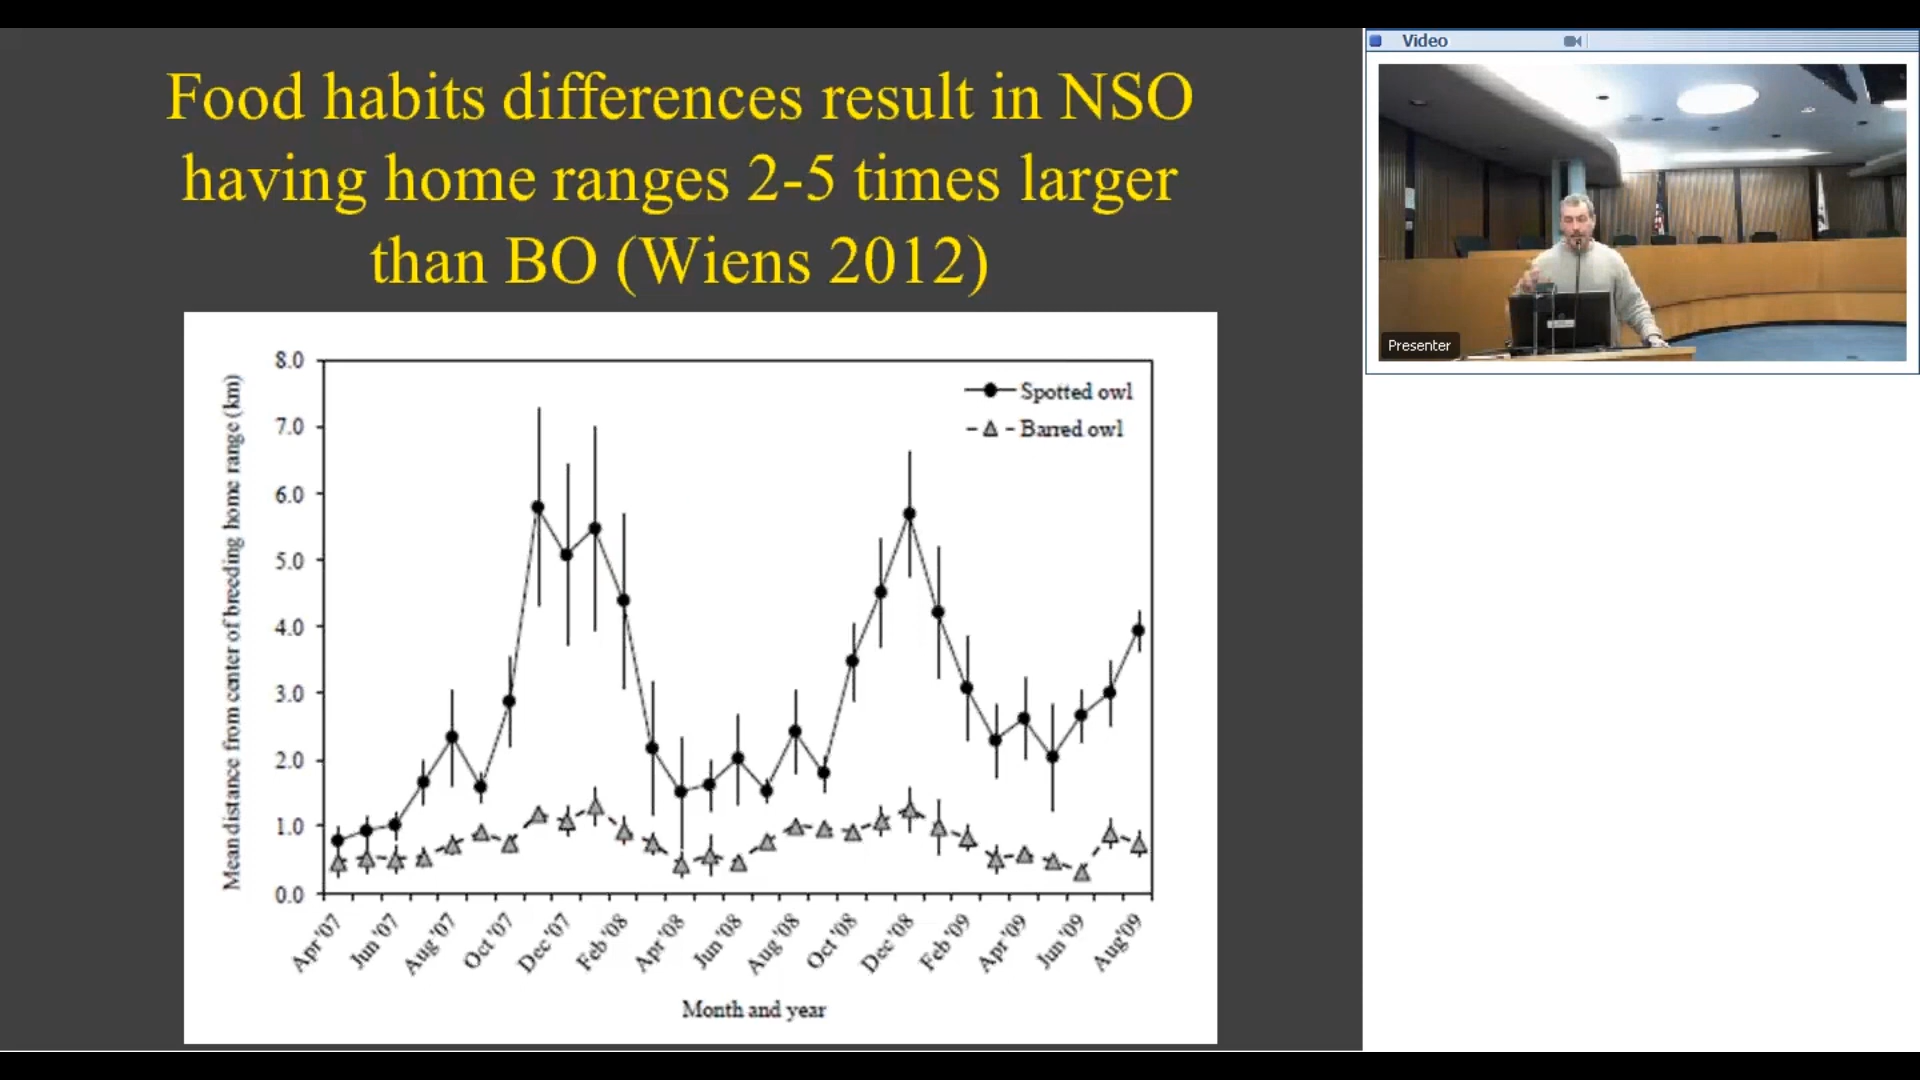 Food habits differences result in NSO
having home ranges 2-5 times larger
than BO (Wiens 2012)
Mean distance from center of breeding home range (km)
8.0
7.0
6.0
5.0
4.0
3.0
2.0
1.0
0.0
Spotted owl
Barred owl
Apr '07
Jun '07
Aug '07
Oct '07
Dec '07
Feb '08
Apr '08
Jun '08
Aug '08
Oct '08
Dec '08
Feb '09
Apr '09
Jun '09
Aug '09
Month and year
Video
Presenter